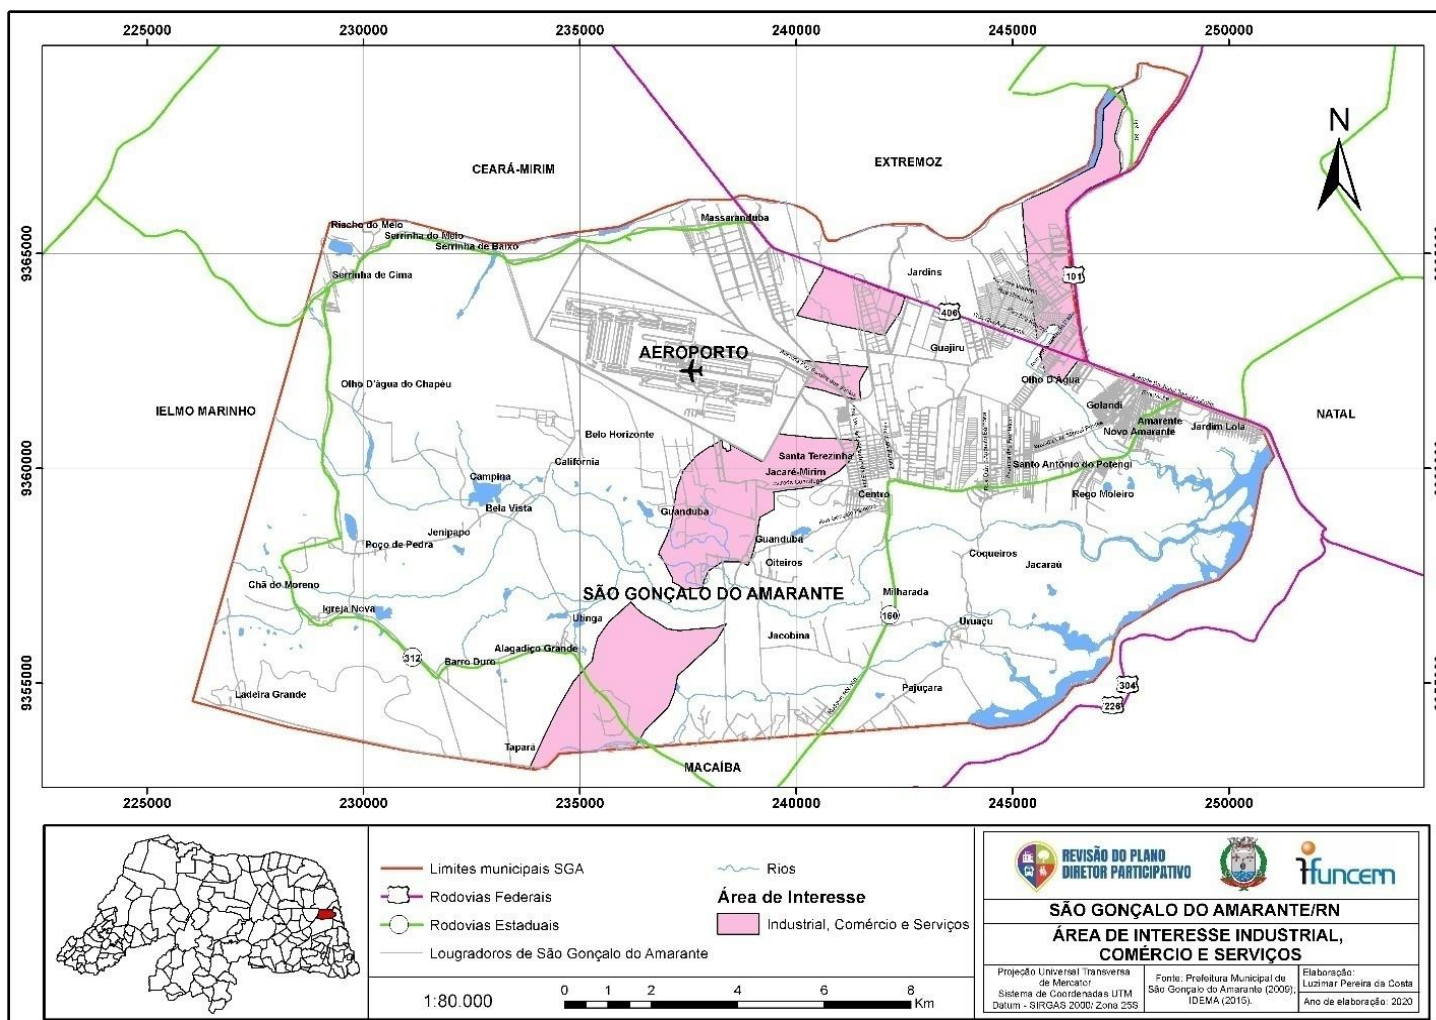 225000 230000 235000 240000 245000 250000
N
CEARÁ-MIRIM
EXTREMOZ
Massaranduba
Riacho do Meio
Serrinha do Meio
Serrinha de Baixo
9365000
Serrinha de Cima
Jardins
101
406
AEROPORTO
Guajiru
Olho D'água do Chapéu
Olho D'Água
IELMO MARINHO
NATAL
Golandi
Amarente
Novo Amarante
Jardim Lola
Belo Horizonte
Santa Terezinha
California
Jacaré-Mirim
Santo Antônio do Potengi
9360000
Campina
Centro
Rego Moleiro
Bela Vista
Guanduba
Jenipapo
Poço de Pedra
Guanduba
Coqueiros
Oiteiros
Jacaraú
Chã do Moreno
SÃO GONÇALO DO AMARANTE
Milharada
Igreja Nova
Utinga
160
Uruaçu
Jacobina
312
Alagadiço Grande
Barro Duro
9355000
Ladeira Grande
Pajuçara
304
226
Tapará
MACAÍBA
225000 230000 235000 240000 245000 250000
Limites municipais SGA
Rodovias Federais
Rodovias Estaduais
Lougradoros de São Gonçalo do Amarante
Rios
Área de Interesse
Industrial, Comércio e Serviços
1:80.000
0 1 2 4 6 8
Km
REVISÃO DO PLANO
DIRETOR PARTICIPATIVO
ifuncern
SÃO GONÇALO DO AMARANTE/RN
ÁREA DE INTERESSE INDUSTRIAL,
COMÉRCIO E SERVIÇOS
Projeção Universal Transversa
de Mercator
Sistema de Coordenadas UTM
Datum - SIRGAS 2000/ Zona 25S
Fonte: Prefeitura Municipal de
São Gonçalo do Amarante (2009);
IDEMA (2015).
Elaboração:
Luzimar Pereira da Costa
Ano de elaboração: 2020